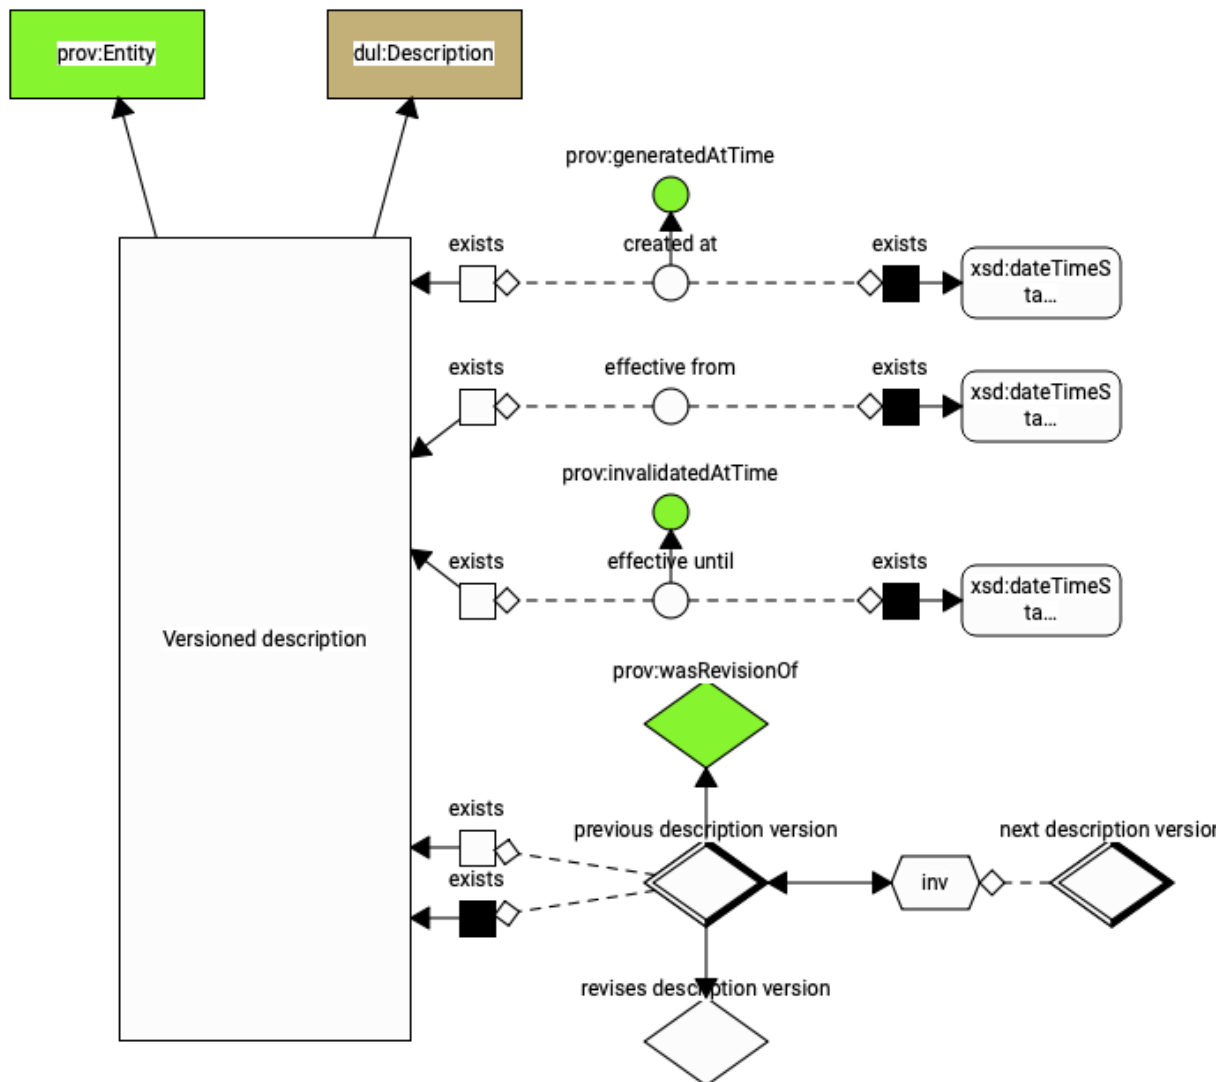 prov:Entity
dul:Description
prov:generatedAtTime
exists
created at
exists
xsd:dateTimeS
ta...
exists
effective from
exists
xsd:dateTimeS
ta...
prov:invalidatedAtTime
exists
effective until
exists
xsd:dateTimeS
ta...
Versioned description
prov:wasRevisionOf
exists
previous description version
next description version
exists
inv
revises description version